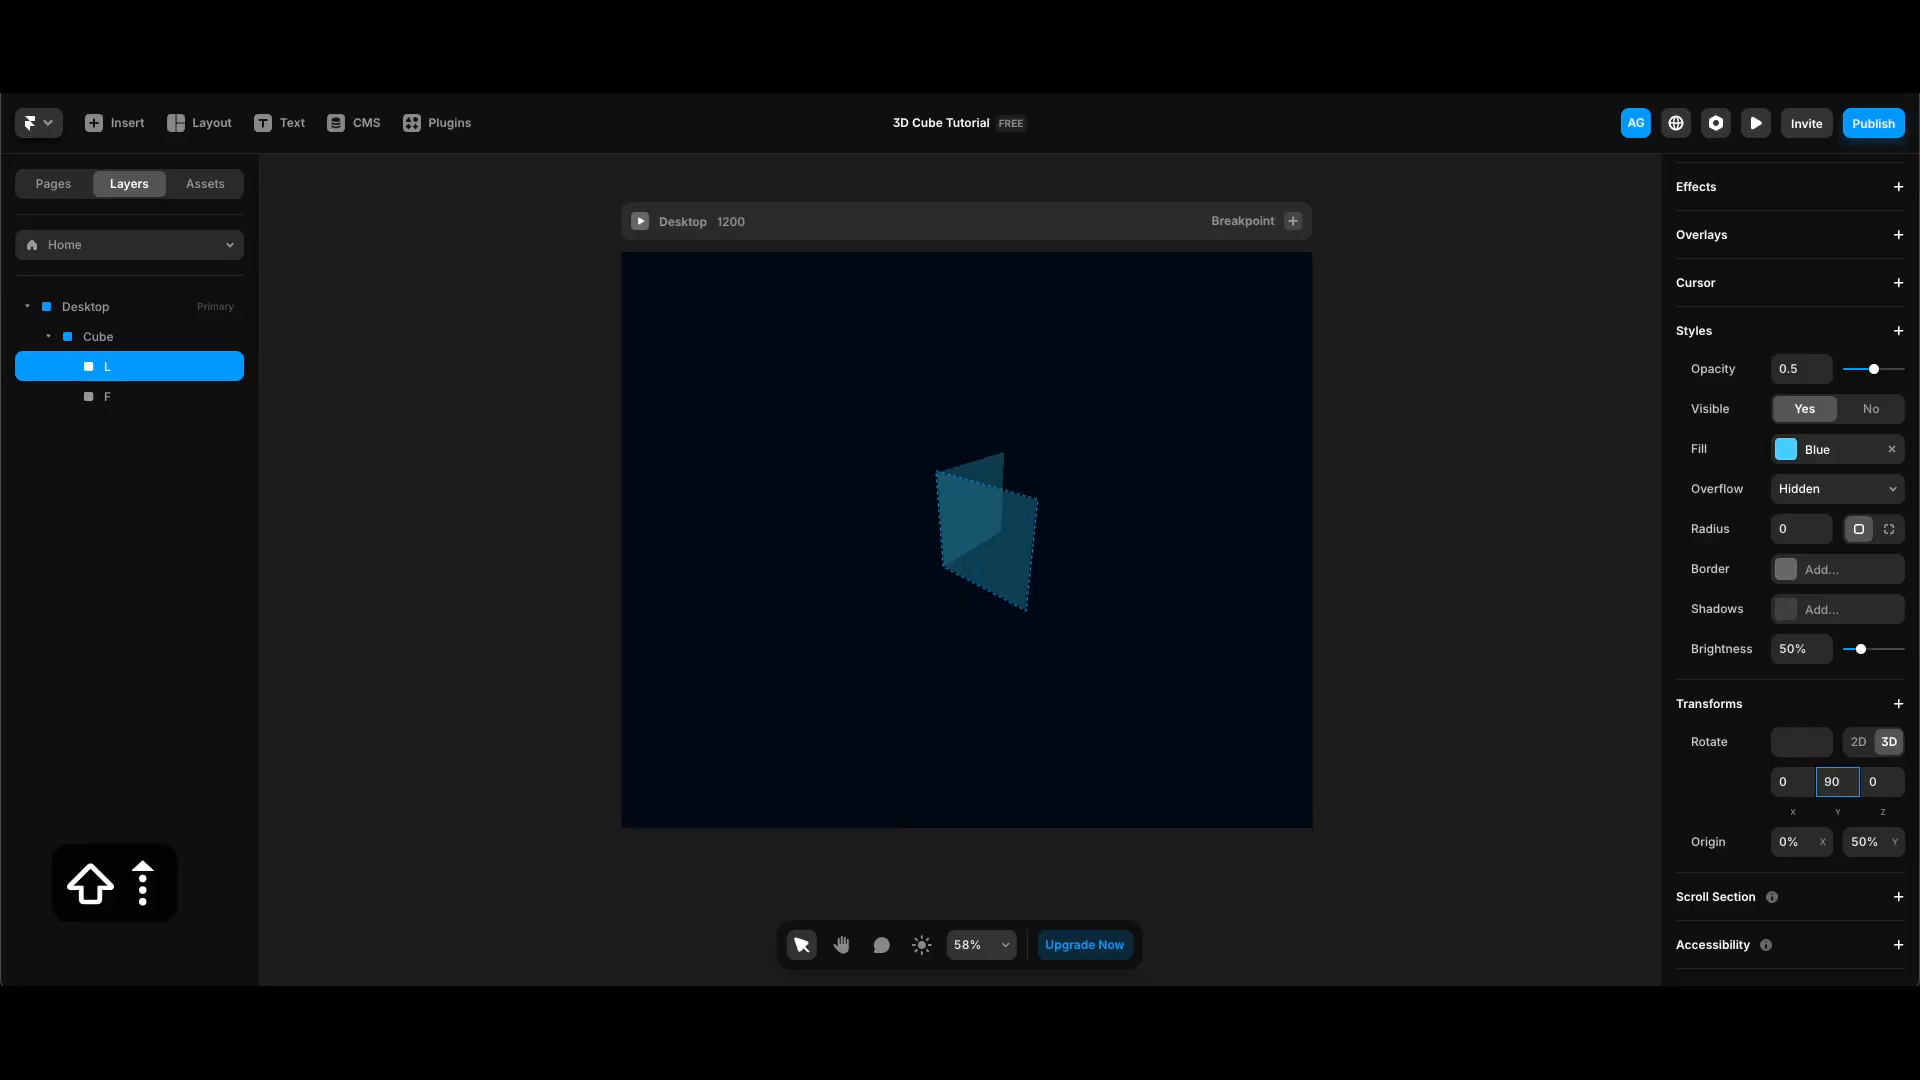 Insert
Layout
Text
CMS
Plugins
3D Cube Tutorial FREE
AG
Invite
Publish
Pages
Layers
Assets
Home
Desktop Primary
Cube
L
F
Desktop 1200
Breakpoint
58%
Upgrade Now
Effects
Overlays
Cursor
Styles
Opacity 0.5
Visible Yes No
Fill Blue
Overflow Hidden
Radius 0
Border Add...
Shadows Add...
Brightness 50%
Transforms
Rotate 2D 3D
0 90 0
X Y Z
Origin 0% X 50% Y
Scroll Section
Accessibility